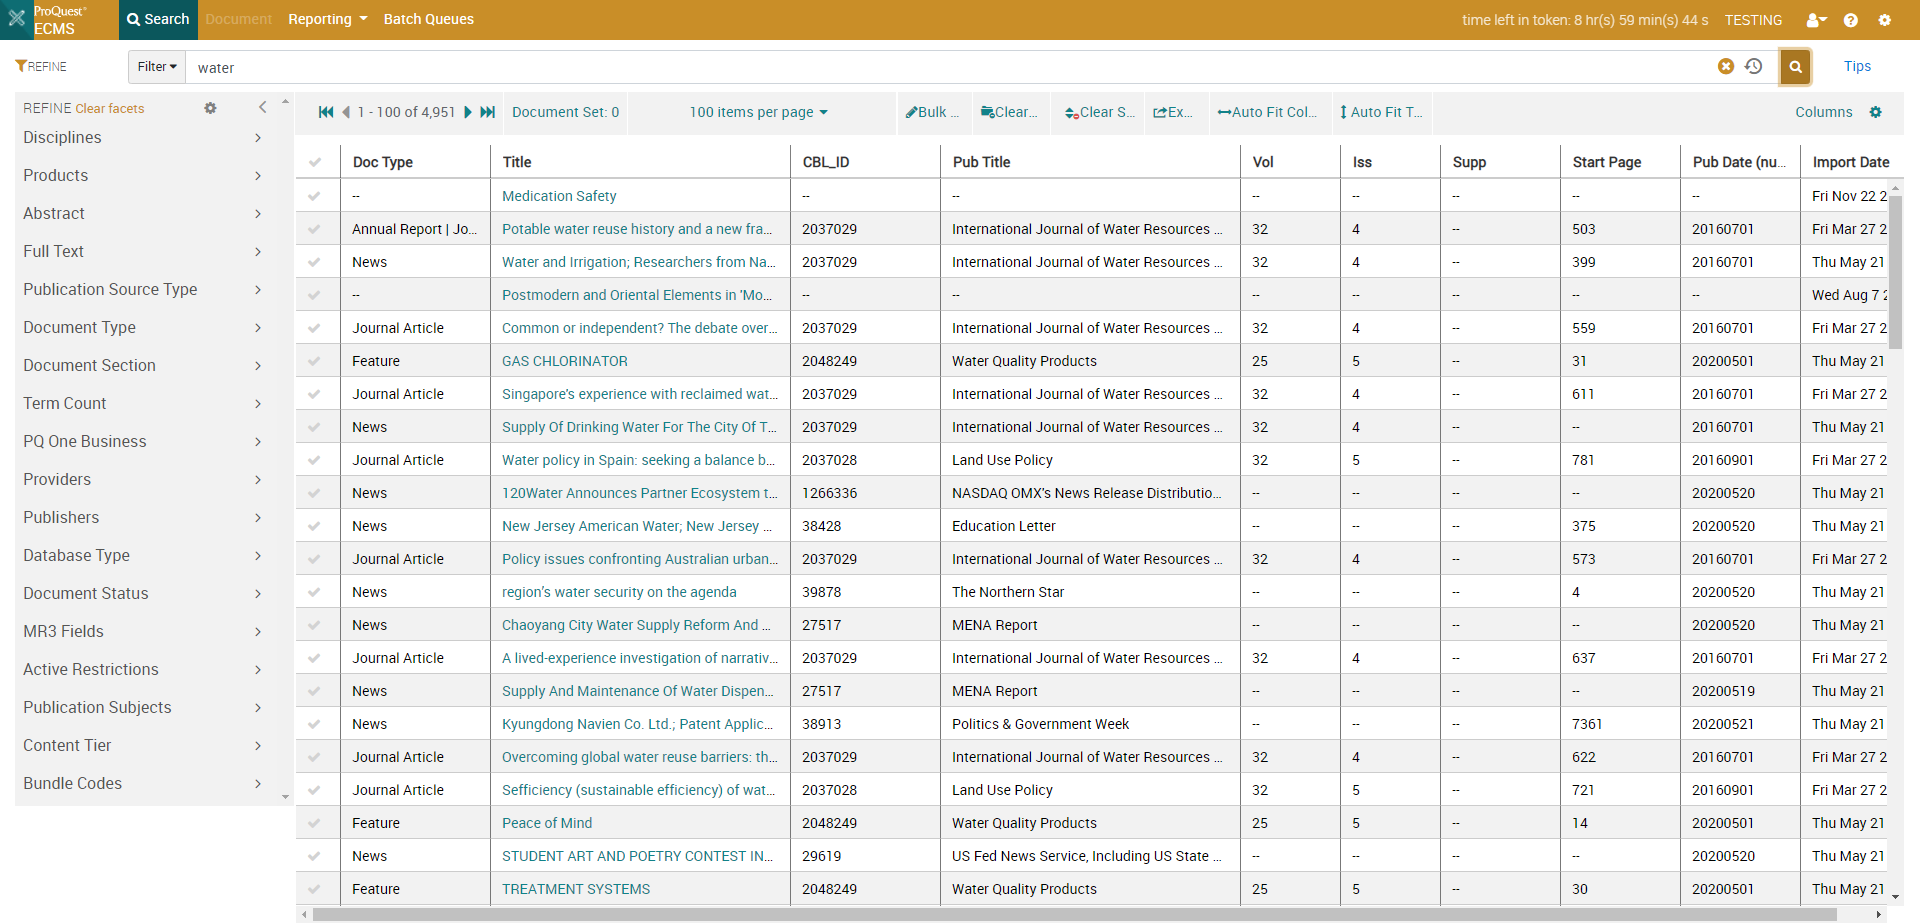 ProQuest®
ECMS
Search Document Reporting Batch Queues time left in token: 8 hr(s) 59 min(s) 44 s TESTING
REFINE Filter water Tips
REFINE Clear facets
1 - 100 of 4,951 Document Set: 0 100 items per page Bulk ... Clear... Clear S... Ex... Auto Fit Col... Auto Fit T... Columns
Disciplines
Products
Abstract
Full Text
Publication Source Type
Document Type
Document Section
Term Count
PQ One Business
Providers
Publishers
Database Type
Document Status
MR3 Fields
Active Restrictions
Publication Subjects
Content Tier
Bundle Codes
Doc Type Title CBL_ID Pub Title Vol Iss Supp Start Page Pub Date (nu... Import Date
-- Medication Safety -- -- -- -- -- -- -- Fri Nov 22 2
Annual Report | Jo... Potable water reuse history and a new fra... 2037029 International Journal of Water Resources ... 32 4 -- 503 20160701 Fri Mar 27 2
News Water and Irrigation; Researchers from Na... 2037029 International Journal of Water Resources ... 32 4 -- 399 20160701 Thu May 21
-- Postmodern and Oriental Elements in 'Mo... -- -- -- -- -- -- -- Wed Aug 7 2
Journal Article Common or independent? The debate over... 2037029 International Journal of Water Resources ... 32 4 -- 559 20160701 Fri Mar 27 2
Feature GAS CHLORINATOR 2048249 Water Quality Products 25 5 -- 31 20200501 Thu May 21
Journal Article Singapore's experience with reclaimed wat... 2037029 International Journal of Water Resources ... 32 4 -- 611 20160701 Fri Mar 27 2
News Supply Of Drinking Water For The City Of T... 2037029 International Journal of Water Resources ... 32 4 -- -- 20160701 Thu May 21
Journal Article Water policy in Spain: seeking a balance b... 2037028 Land Use Policy 32 5 -- 781 20160901 Fri Mar 27 2
News 120Water Announces Partner Ecosystem t... 1266336 NASDAQ OMX's News Release Distributio... -- -- -- -- 20200520 Thu May 21
News New Jersey American Water; New Jersey ... 38428 Education Letter -- -- -- 375 20200520 Thu May 21
Journal Article Policy issues confronting Australian urban... 2037029 International Journal of Water Resources ... 32 4 -- 573 20160701 Fri Mar 27 2
News region's water security on the agenda 39878 The Northern Star -- -- -- 4 20200520 Thu May 21
News Chaoyang City Water Supply Reform And ... 27517 MENA Report -- -- -- -- 20200520 Thu May 21
Journal Article A lived-experience investigation of narrativ... 2037029 International Journal of Water Resources ... 32 4 -- 637 20160701 Fri Mar 27 2
News Supply And Maintenance Of Water Dispen... 27517 MENA Report -- -- -- -- 20200519 Thu May 21
News Kyungdong Navien Co. Ltd.; Patent Applic... 38913 Politics & Government Week -- -- -- 7361 20200521 Thu May 21
Journal Article Overcoming global water reuse barriers: th... 2037029 International Journal of Water Resources ... 32 4 -- 622 20160701 Fri Mar 27 2
Journal Article Sefficiency (sustainable efficiency) of wat... 2037028 Land Use Policy 32 5 -- 721 20160901 Fri Mar 27 2
Feature Peace of Mind 2048249 Water Quality Products 25 5 -- 14 20200501 Thu May 21
News STUDENT ART AND POETRY CONTEST IN... 29619 US Fed News Service, Including US State ... -- -- -- -- 20200520 Thu May 21
Feature TREATMENT SYSTEMS 2048249 Water Quality Products 25 5 -- 30 20200501 Thu May 21